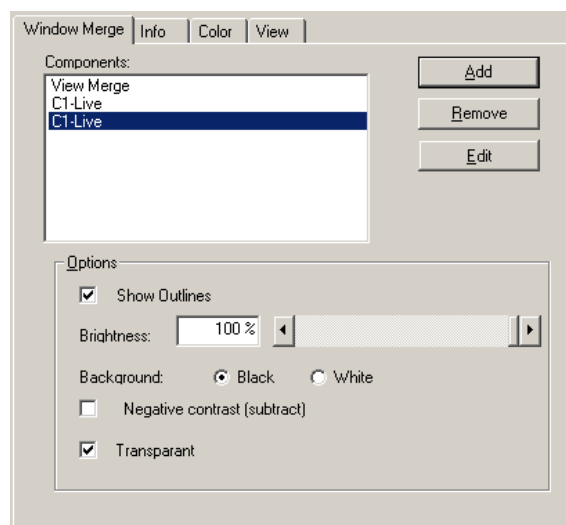 Window Merge Info Color View
Components:
View Merge
C1-Live
C1-Live
Add
Remove
Edit
Options
Show Outlines
Brightness: 100 %
Background: Black White
Negative contrast (subtract)
Transparant